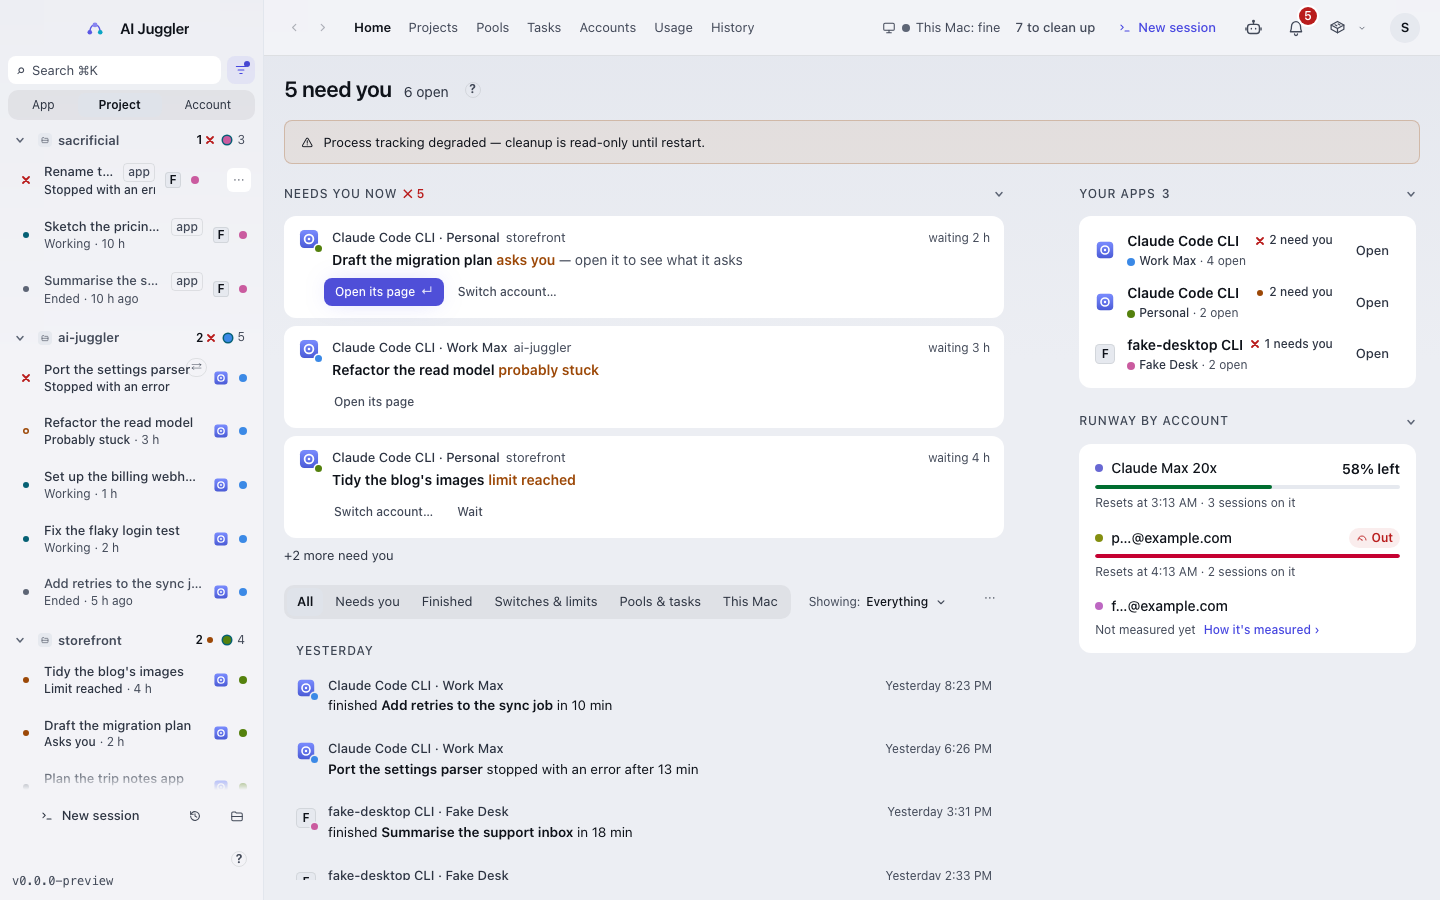 AI Juggler
Search ⌘K
App Project Account
sacrificial 1 3
Rename t... app F
Stopped with an err
Sketch the pricin... app F
Working · 10 h
Summarise the s... app F
Ended · 10 h ago
ai-juggler 2 5
Port the settings parser
Stopped with an error
Refactor the read model
Probably stuck · 3 h
Set up the billing webh...
Working · 1 h
Fix the flaky login test
Working · 2 h
Add retries to the sync j...
Ended · 5 h ago
storefront 2 4
Tidy the blog's images
Limit reached · 4 h
Draft the migration plan
Asks you · 2 h
Plan the trip notes app
New session
?
v0.0.0-preview
Home Projects Pools Tasks Accounts Usage History
This Mac: fine 7 to clean up New session 5 S
5 need you 6 open ?
Process tracking degraded — cleanup is read-only until restart.
NEEDS YOU NOW 5
Claude Code CLI · Personal storefront waiting 2 h
Draft the migration plan asks you — open it to see what it asks
Open its page Switch account...
Claude Code CLI · Work Max ai-juggler waiting 3 h
Refactor the read model probably stuck
Open its page
Claude Code CLI · Personal storefront waiting 4 h
Tidy the blog's images limit reached
Switch account... Wait
+2 more need you
All Needs you Finished Switches & limits Pools & tasks This Mac Showing: Everything ...
YESTERDAY
Claude Code CLI · Work Max Yesterday 8:23 PM
finished Add retries to the sync job in 10 min
Claude Code CLI · Work Max Yesterday 6:26 PM
Port the settings parser stopped with an error after 13 min
F fake-desktop CLI · Fake Desk Yesterday 3:31 PM
finished Summarise the support inbox in 18 min
F fake-desktop CLI · Fake Desk Yesterday 2:33 PM
YOUR APPS 3
Claude Code CLI 2 need you Open
Work Max · 4 open
Claude Code CLI 2 need you Open
Personal · 2 open
F fake-desktop CLI 1 needs you Open
Fake Desk · 2 open
RUNWAY BY ACCOUNT
Claude Max 20x 58% left
Resets at 3:13 AM · 3 sessions on it
p...@example.com Out
Resets at 4:13 AM · 2 sessions on it
f...@example.com
Not measured yet How it's measured ›